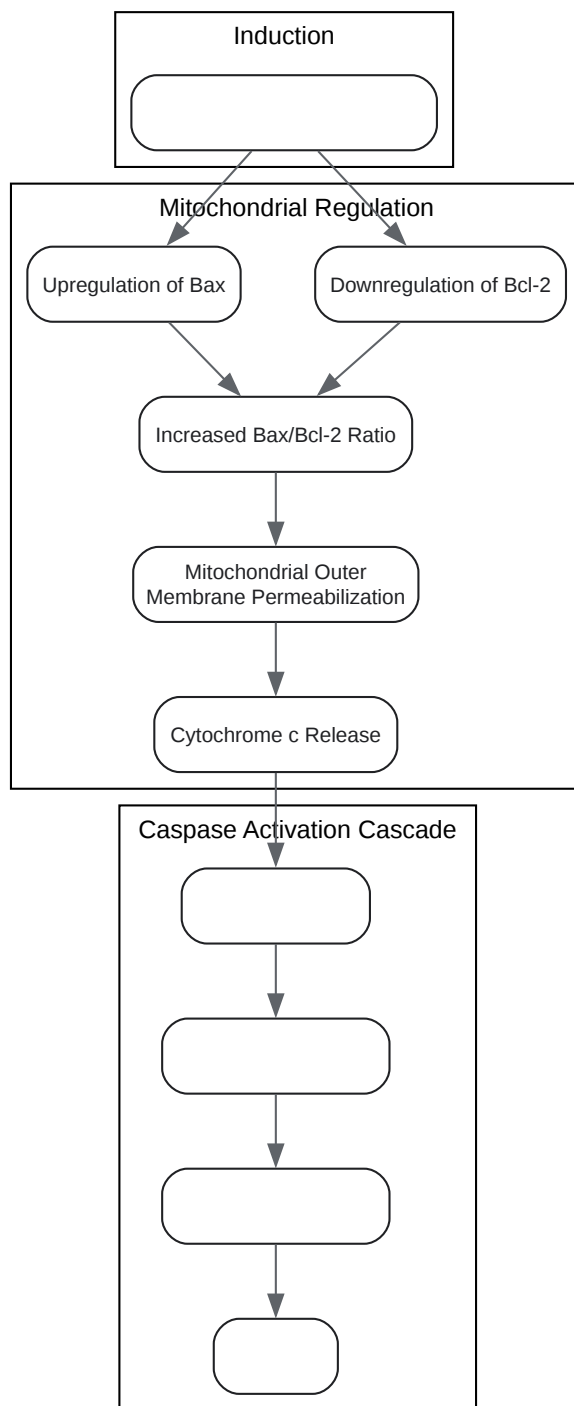 Induction
Mitochondrial Regulation
Upregulation of Bax
Downregulation of Bcl-2
Increased Bax/Bcl-2 Ratio
Mitochondrial Outer
Membrane Permeabilization
Cytochrome c Release
Caspase Activation Cascade